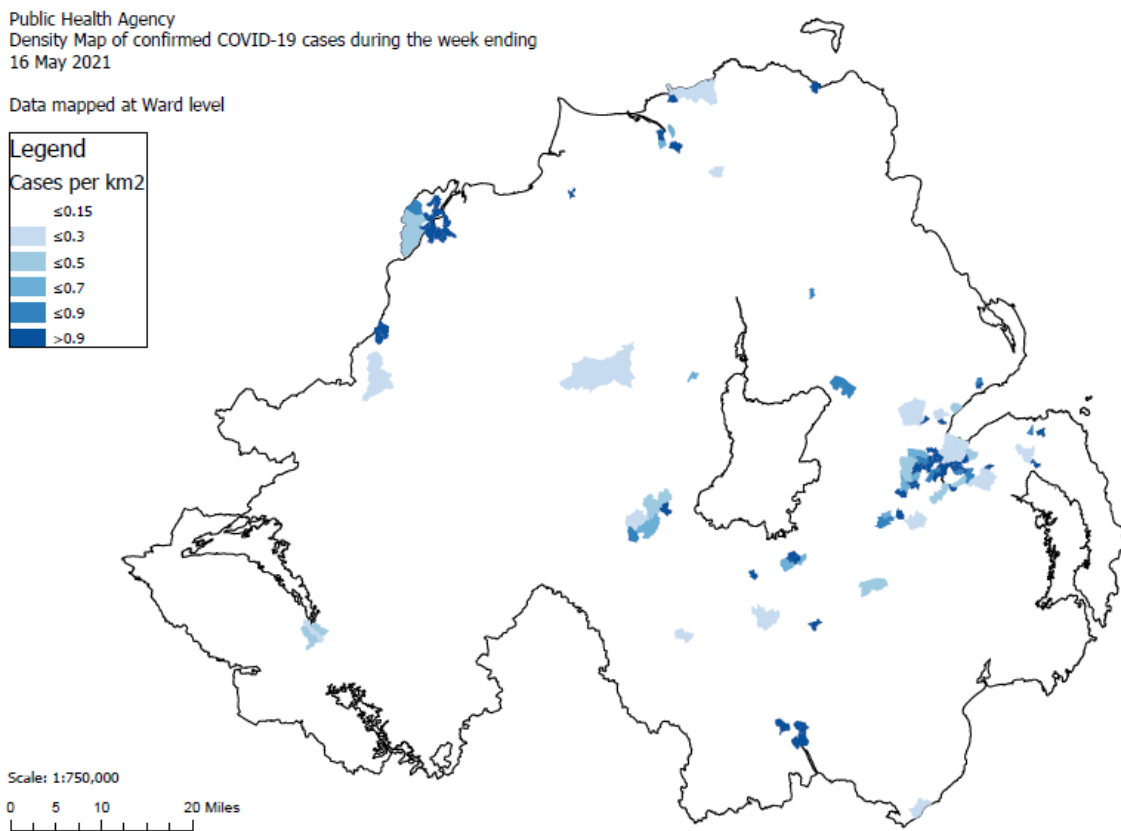 Public Health Agency
Density Map of confirmed COVID-19 cases during the week ending
16 May 2021
Data mapped at Ward level
Legend
Cases per km2
≤0.15
≤0.3
≤0.5
≤0.7
≤0.9
>0.9
Scale: 1:750,000
0 5 10 20 Miles